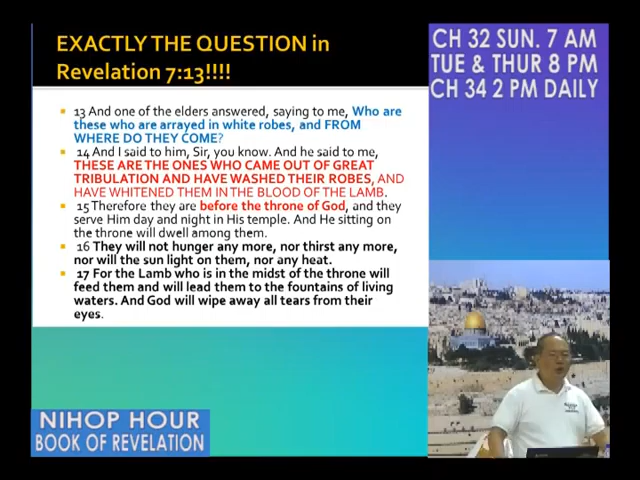 EXACTLY THE QUESTION in
Revelation 7:13!!!!
CH 32 SUN. 7 AM
TUE & THUR 8 PM
CH 34 2 PM DAILY
13 And one of the elders answered, saying to me, Who are
these who are arrayed in white robes, and FROM
WHERE DO THEY COME?
14 And I said to him, Sir, you know. And he said to me,
THESE ARE THE ONES WHO CAME OUT OF GREAT
TRIBULATION AND HAVE WASHED THEIR ROBES, AND
HAVE WHITENED THEM IN THE BLOOD OF THE LAMB.
15 Therefore they are before the throne of God, and they
serve Him day and night in His temple. And He sitting on
the throne will dwell among them.
16 They will not hunger any more, nor thirst any more,
nor will the sun light on them, nor any heat.
17 For the Lamb who is in the midst of the throne will
feed them and will lead them to the fountains of living
waters. And God will wipe away all tears from their
eyes.
NIHOP HOUR
BOOK OF REVELATION